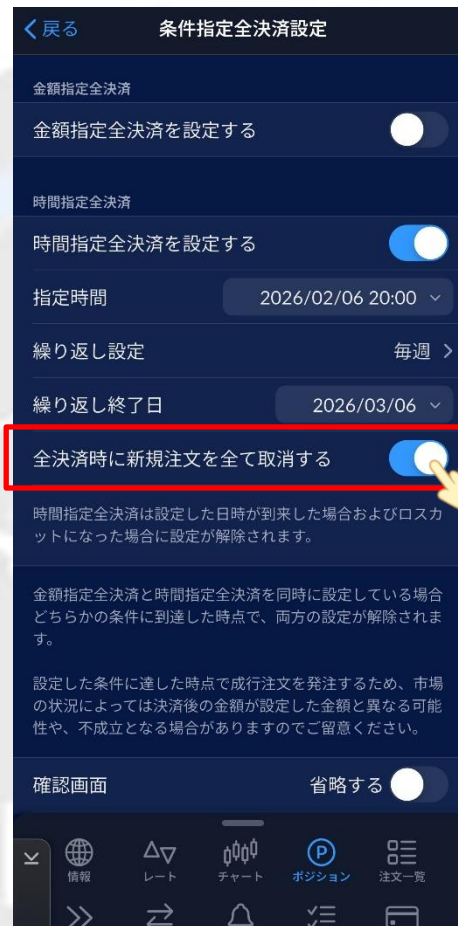 戻る 条件指定全決済設定
金額指定全決済
金額指定全決済を設定する
時間指定全決済
時間指定全決済を設定する
指定時間 2026/02/06 20:00
繰り返し設定 毎週
繰り返し終了日 2026/03/06
全決済時に新規注文を全て取消する
時間指定全決済は設定した日時が到来した場合およびロスカ
ットになった場合に設定が解除されます。
金額指定全決済と時間指定全決済を同時に設定している場合
どちらかの条件に到達した時点で、両方の設定が解除されま
す。
設定した条件に達した時点で成行注文を発注するため、市場
の状況によっては決済後の金額が設定した金額と異なる可能
性や、不成立となる場合がありますのでご留意ください。
確認画面 省略する
情報 レート チャート ポジション 注文一覧